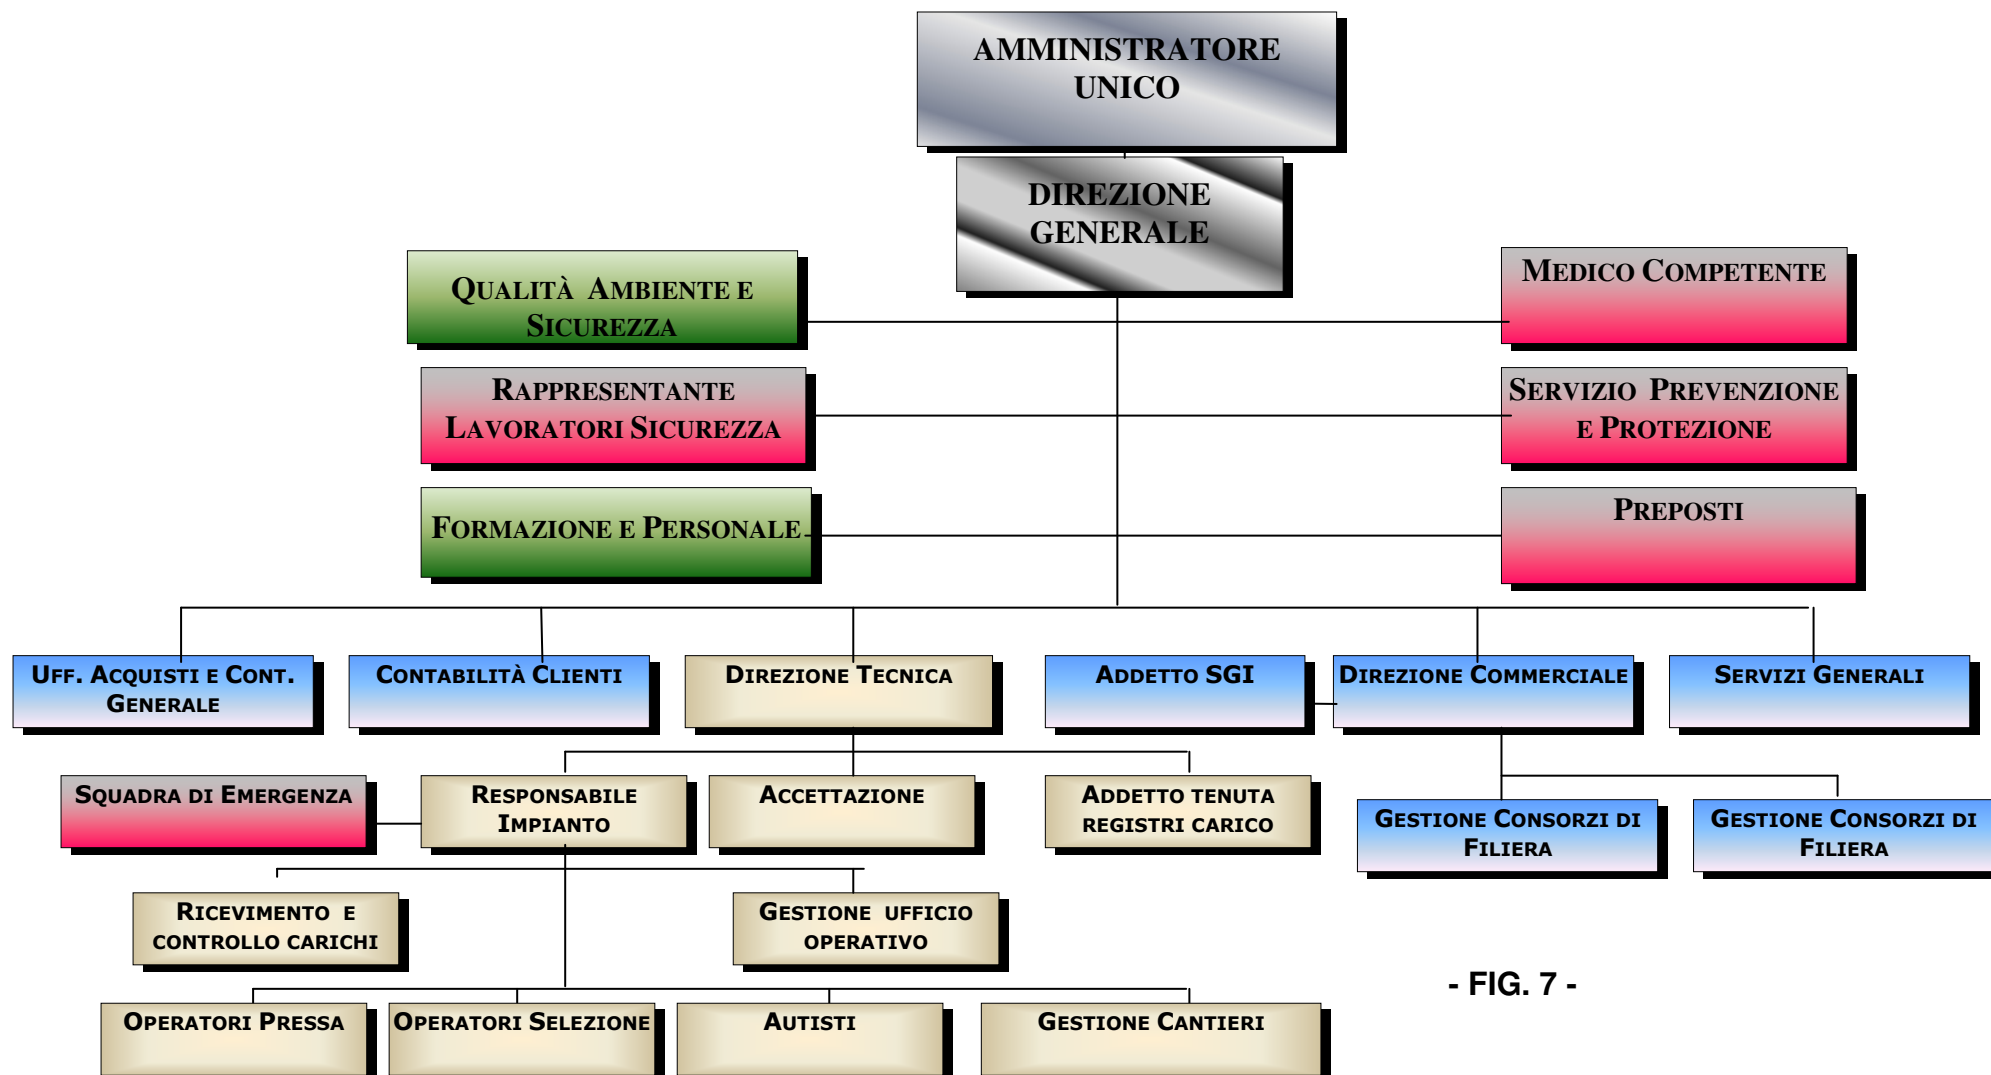 AMMINISTRATORE
UNICO
DIREZIONE
GENERALE
QUALITÀ AMBIENTE E
SICUREZZA
MEDICO COMPETENTE
RAPPRESENTANTE
LAVORATORI SICUREZZA
SERVIZIO PREVENZIONE
E PROTEZIONE
FORMAZIONE E PERSONALE
PREPOSTI
UFF. ACQUISTI E CONT.
GENERALE
CONTABILITÀ CLIENTI
DIREZIONE TECNICA
ADDETTO SGI
DIREZIONE COMMERCIALE
SERVIZI GENERALI
SQUADRA DI EMERGENZA
RESPONSABILE
IMPIANTO
ACCETTAZIONE
ADDETTO TENUTA
REGISTRI CARICO
GESTIONE CONSORZI DI
FILIERA
GESTIONE CONSORZI DI
FILIERA
RICEVIMENTO E
CONTROLLO CARICHI
GESTIONE UFFICIO
OPERATIVO
- FIG. 7 -
OPERATORI PRESSA
OPERATORI SELEZIONE
AUTISTI
GESTIONE CANTIERI